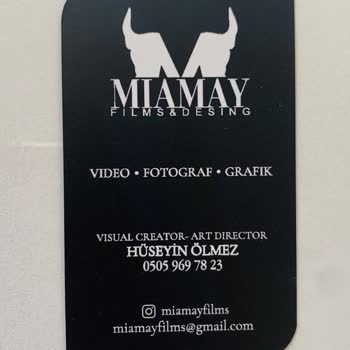 MIAMAY
FILMS&DESING
VIDEO • FOTOGRAF • GRAFIK
VISUAL CREATOR- ART DIRECTOR
HÜSEYİN ÖLMEZ
0505 969 78 23
miamayfilms
miamayfilms@gmail.com